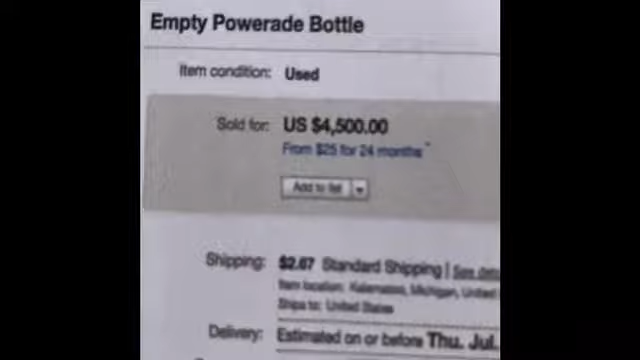 Empty Powerade Bottle
Item condition: Used
Sold for: US $4,500.00
From $25 for 24 months*
Add to list
Shipping: $2.67 Standard Shipping | See
Item location: Kalamazoo, Michigan, United
Ships to: United States
Delivery: Estimated on or before Thu. Jul.